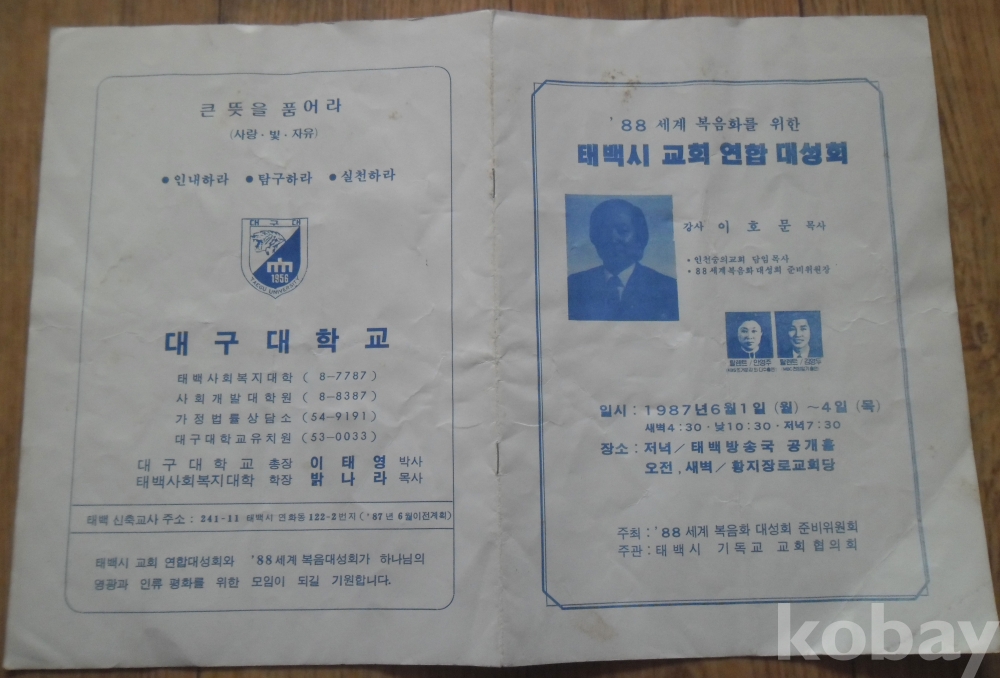 큰 뜻을 품어라
(사랑 · 빛 · 자유)
● 인내하라 ● 탐구하라 ● 실천하라
대 구 대
1956
TAEGU UNIVERSITY
대 구 대 학 교
태백사회복지대학 ( 8-7787 )
사회개발대학원 ( 8-8387 )
가정법률상담소 (54-9191)
대구대학교유치원 (53-0033)
대 구 대 학 교 총장 이 태 영 박사
태백사회복지대학 학장 밝 나 라 목사
태백 신축교사 주소 : 241-11 태백시 연화동 122-2번지 ( '87년 6월이전계획)
태백시 교회 연합대성회와 '88세계 복음대성회가 하나님의
영광과 인류 평화를 위한 모임이 되길 기원합니다.
'88 세계 복음화를 위한
태백시 교회 연합 대성회
강사 이 호 문 목사
· 인천숭의교회 담임목사
· 88세계복음화대성회 준비위원장
탈렌트/
탈렌트/
일시 : 1987년 6월 1일 (월) ~4일 (목)
새벽4:30 · 낮10:30 · 저녁7:30
장소 : 저녁/ 태백방송국 공개홀
오전, 새벽/ 황지장로교회당
주최 : '88 세계 복음화 대성회 준비위원회
주관 : 태백시 기독교 교회 협의회
kobay